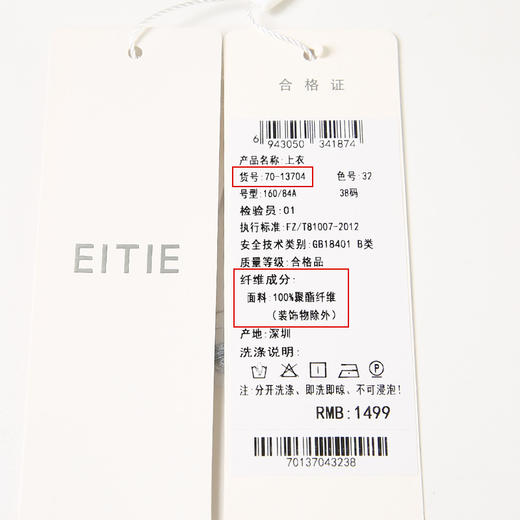 EITIE
合格证
6 943050 341874
产品名称:上衣
货号:70-13704 色号:32
号型:160/84A 38码
检验员:01
执行标准:FZ/T81007-2012
安全技术类别:GB18401 B类
质量等级:合格品
纤维成分:
面料:100%聚酯纤维
(装饰物除外)
产地:深圳
洗涤说明:
注:分开洗涤、即洗即晾、不可浸泡!
RMB:1499
70137043238